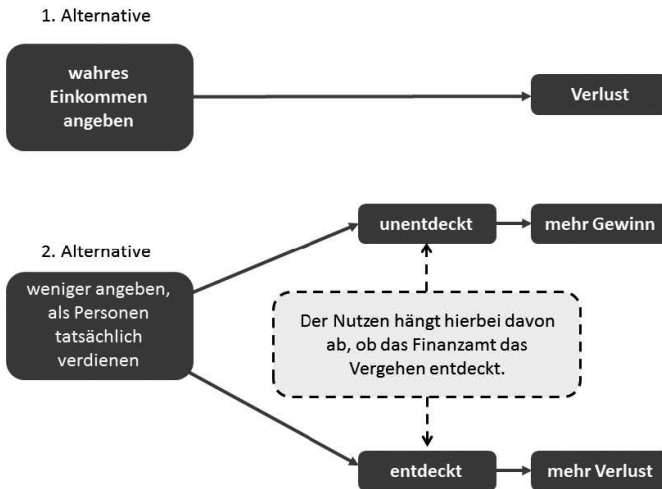 1. Alternative
wahres
Einkommen
angeben
Verlust
2. Alternative
weniger angeben,
als Personen
tatsächlich
verdienen
unentdeckt
mehr Gewinn
Der Nutzen hängt hierbei davon
ab, ob das Finanzamt das
Vergehen entdeckt.
entdeckt
mehr Verlust